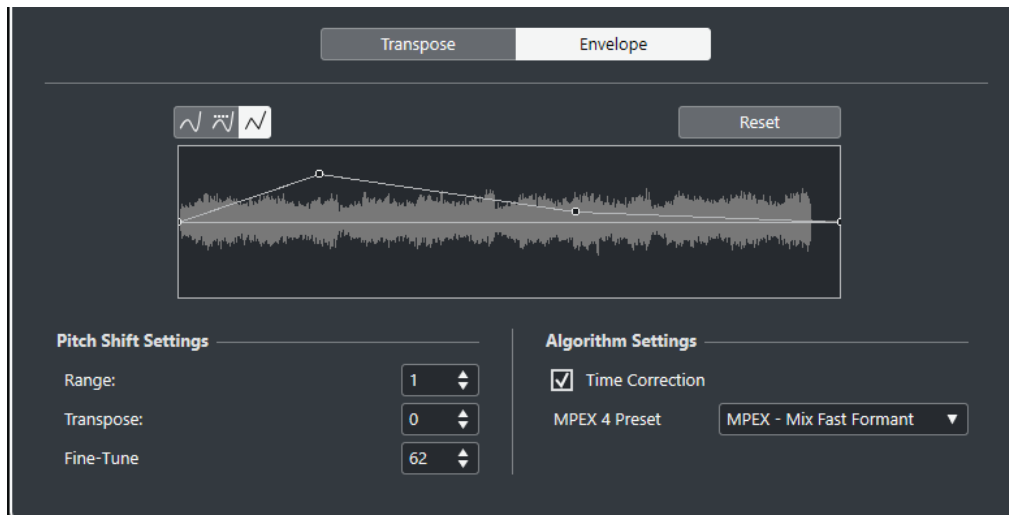 Transpose Envelope
Reset
Pitch Shift Settings
Range: 1
Transpose: 0
Fine-Tune 62
Algorithm Settings
Time Correction
MPEX 4 Preset MPEX - Mix Fast Formant